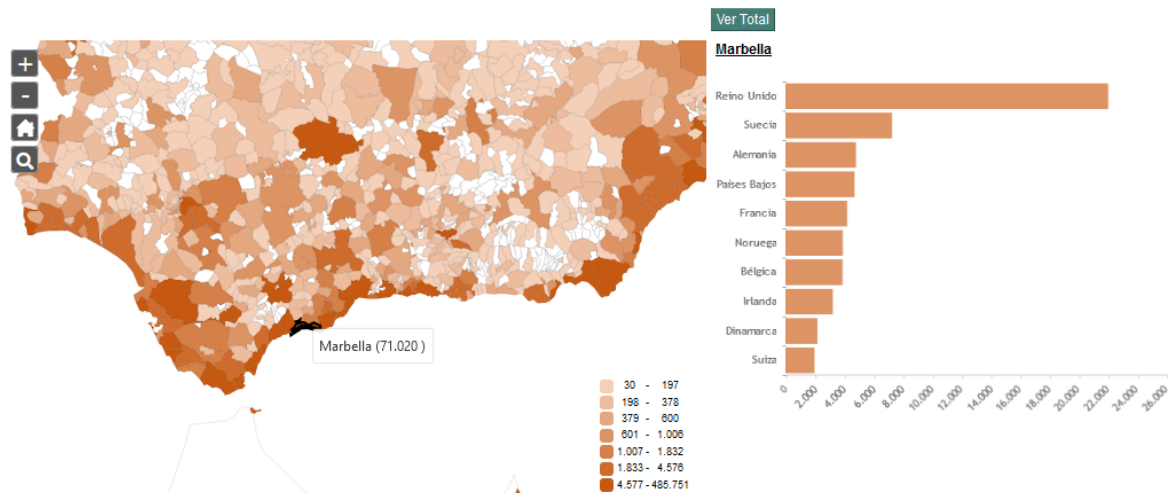 Ver Total
Marbella
+
-
Marbella (71.020 )
30 - 197
198 - 378
379 - 600
601 - 1.006
1.007 - 1.832
1.833 - 4.576
4.577 - 485.751
Reino Unido
Suecia
Alemania
Países Bajos
Francia
Noruega
Bélgica
Irlanda
Dinamarca
Suiza
0 2.000 4.000 6.000 8.000 10.000 12.000 14.000 16.000 18.000 20.000 22.000 24.000 26.000